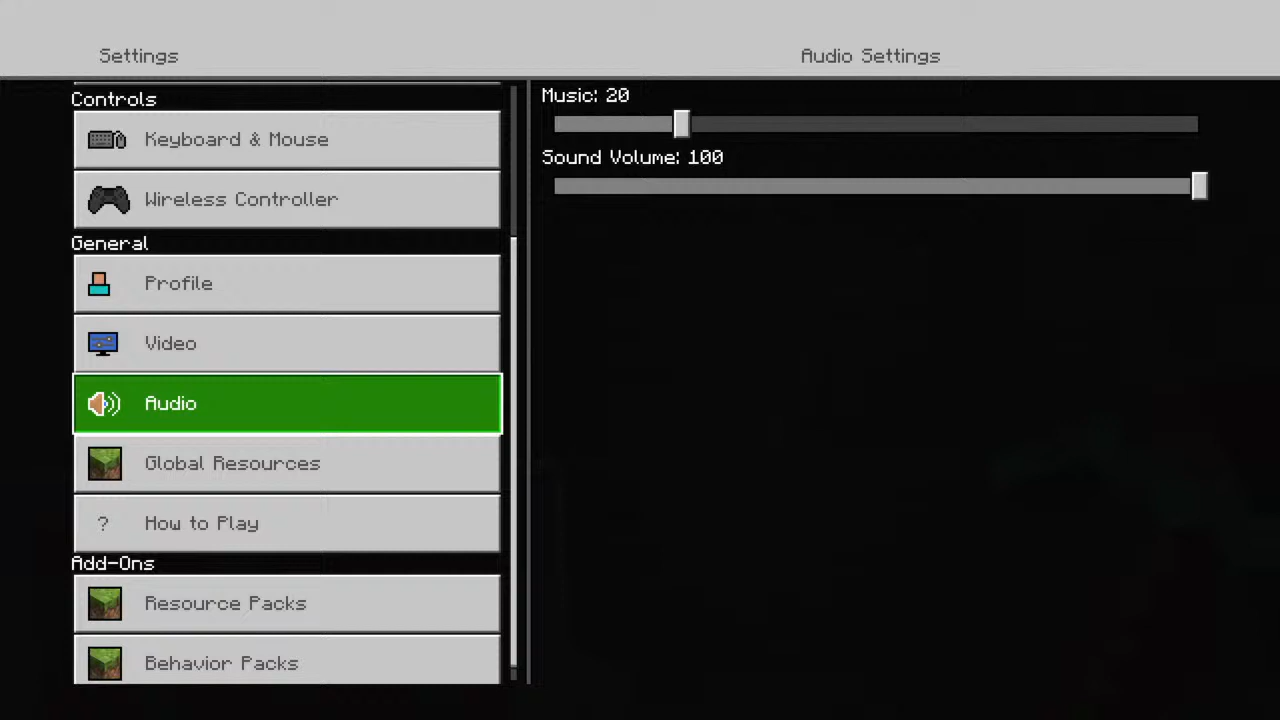 Settings
Audio Settings
Controls
Keyboard & Mouse
Wireless Controller
General
Profile
Video
Audio
Global Resources
? How to Play
Add-Ons
Resource Packs
Behavior Packs
Music: 20
Sound Volume: 100